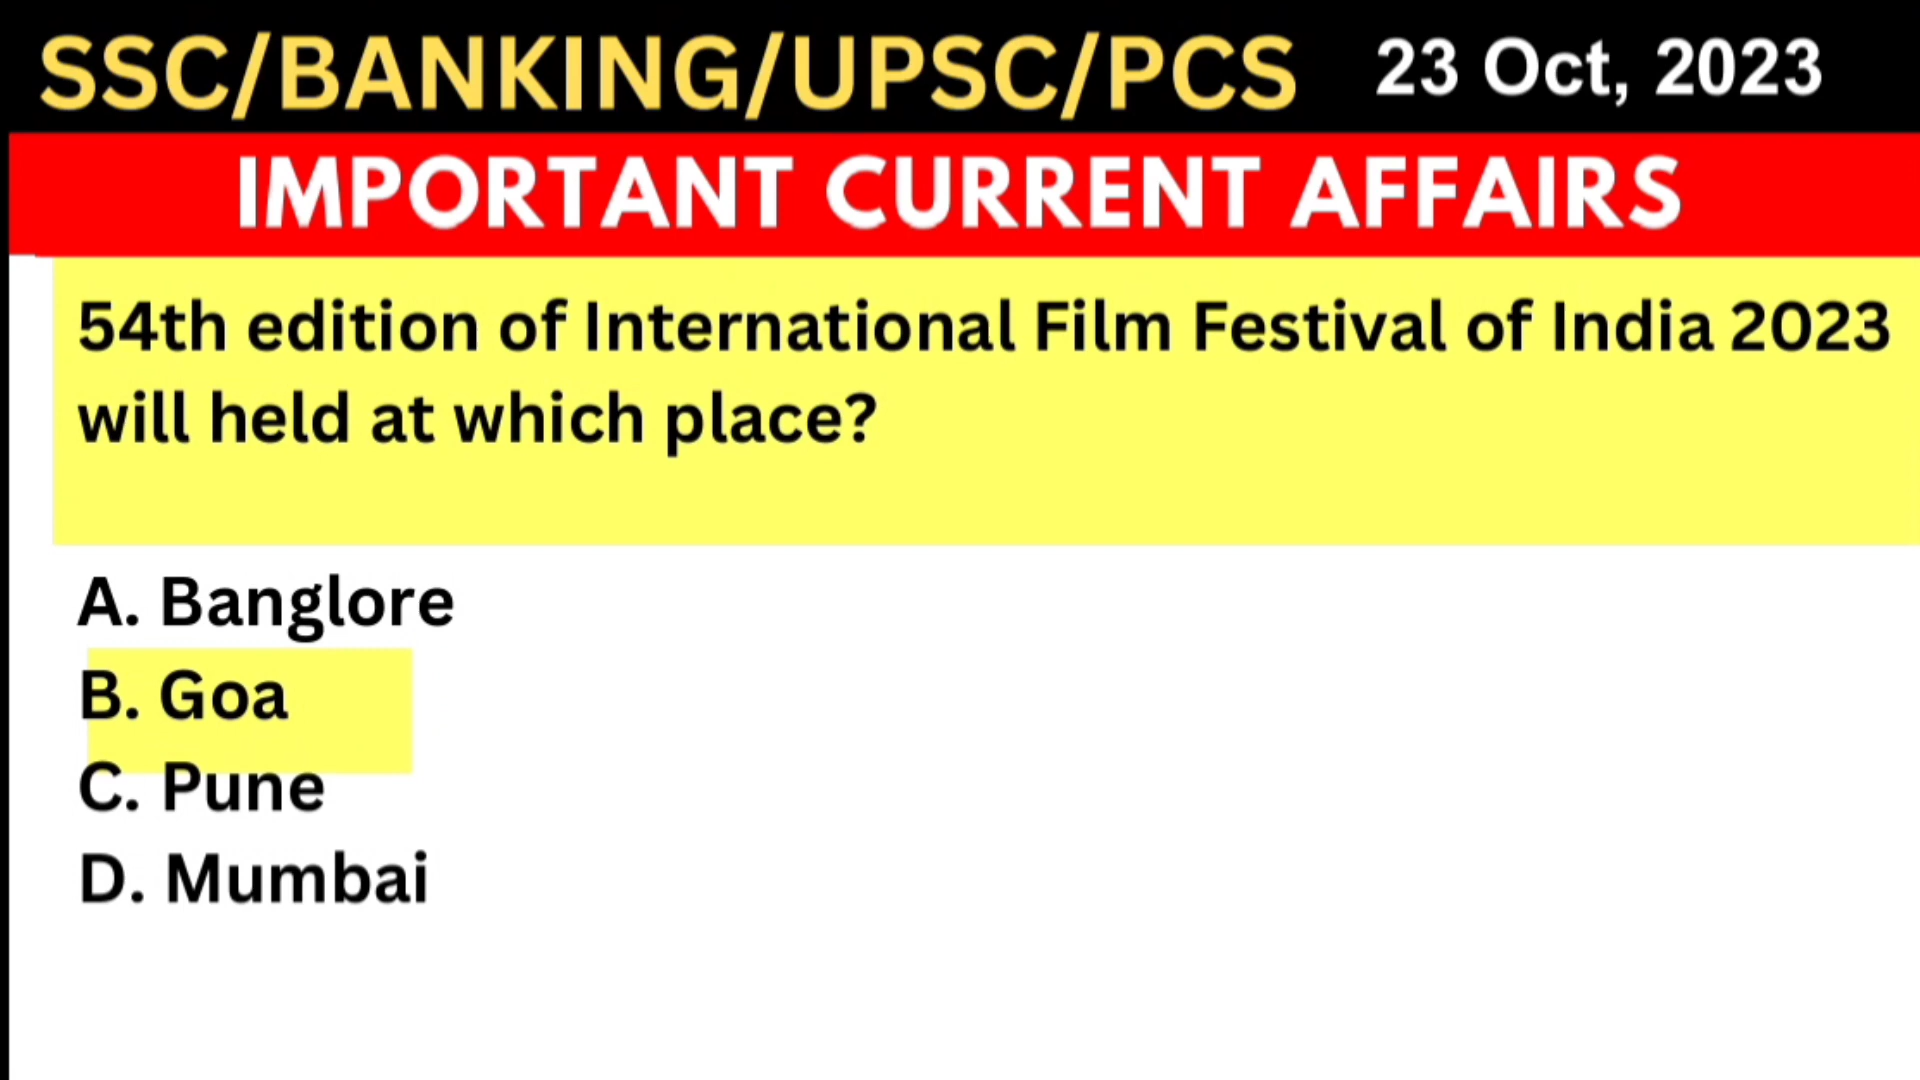 SSC/BANKING/UPSC/PCS 23 Oct, 2023
IMPORTANT CURRENT AFFAIRS
54th edition of International Film Festival of India 2023
will held at which place?
A. Banglore
B. Goa
C. Pune
D. Mumbai